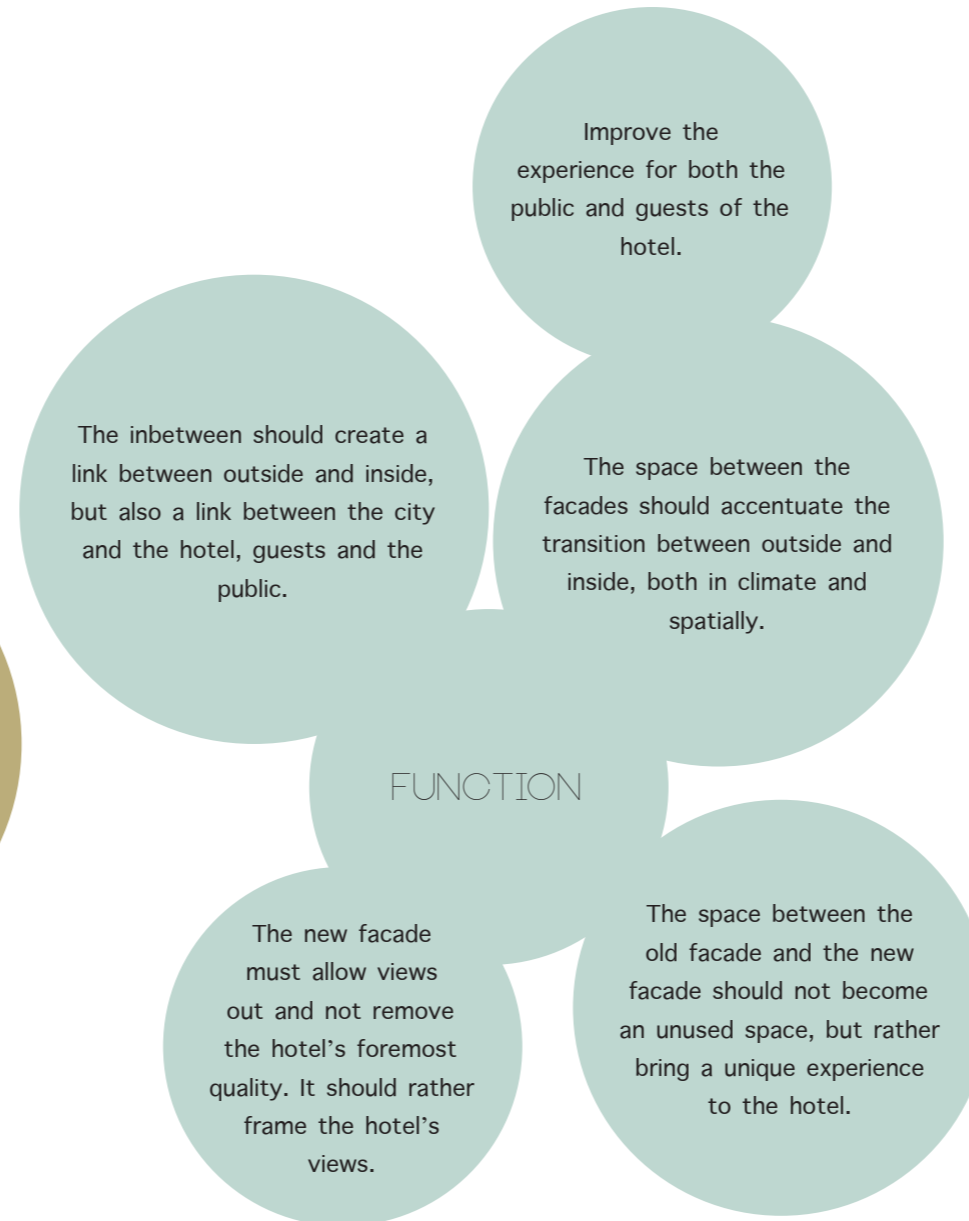 Improve the
experience for both the
public and guests of the
hotel.
The inbetween should create a
link between outside and inside,
but also a link between the city
and the hotel, guests and the
public.
The space between the
facades should accentuate the
transition between outside and
inside, both in climate and
spatially.
FUNCTION
The new facade
must allow views
out and not remove
the hotel’s foremost
quality. It should rather
frame the hotel’s
views.
The space between the
old facade and the new
facade should not become
an unused space, but rather
bring a unique experience
to the hotel.